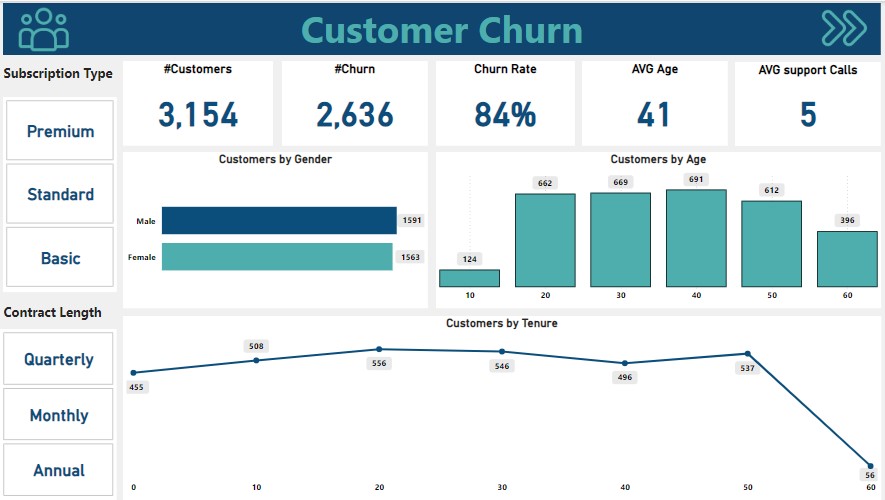 Customer Churn
Subscription Type
Premium
Standard
Basic
Contract Length
Quarterly
Monthly
Annual
#Customers
3,154
#Churn
2,636
Churn Rate
84%
AVG Age
41
AVG support Calls
5
Customers by Gender
Male 1591
Female 1563
Customers by Age
124 662 669 691 612 396
10 20 30 40 50 60
Customers by Tenure
455 508 556 546 496 537 56
0 10 20 30 40 50 60